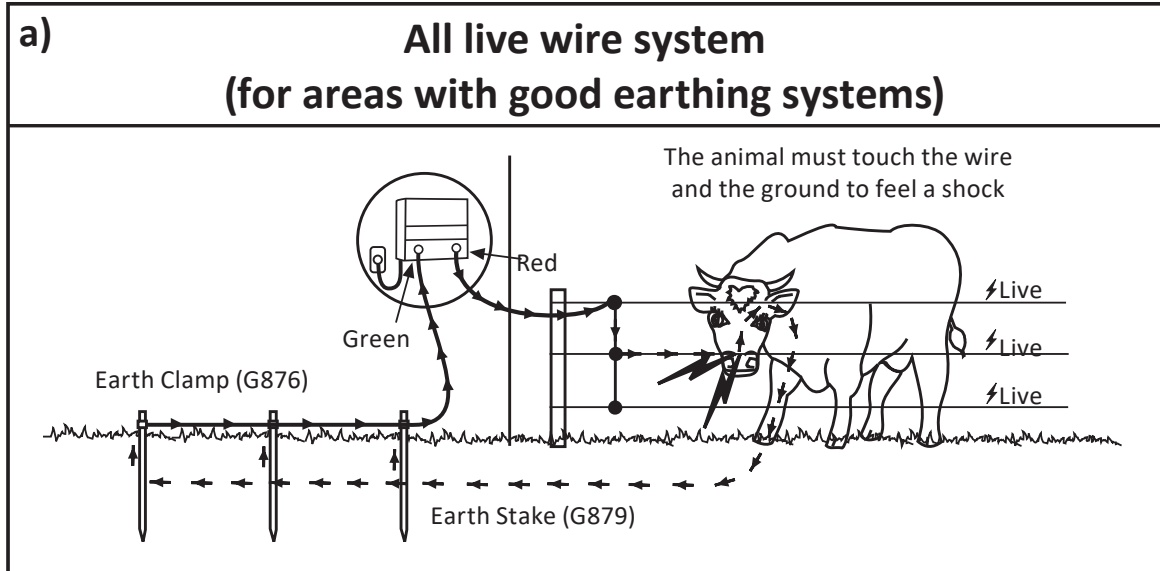 a)
All live wire system
(for areas with good earthing systems)
The animal must touch the wire
and the ground to feel a shock
Red
Live
Green
Live
Earth Clamp (G876)
Live
Earth Stake (G879)